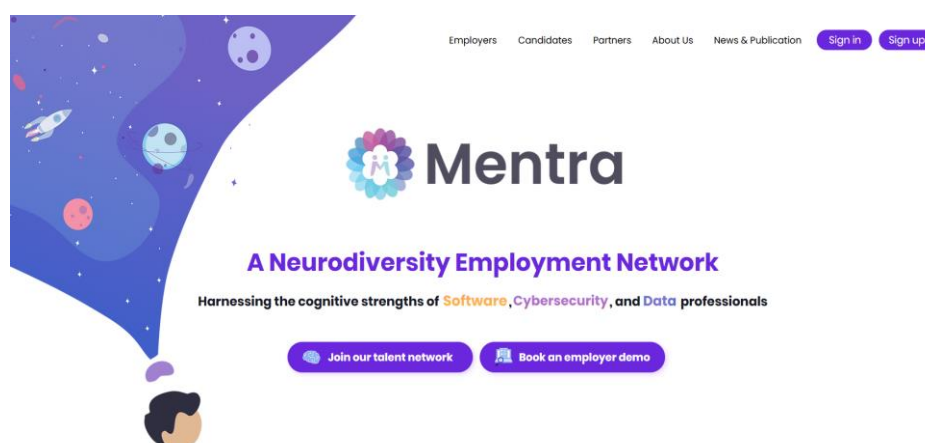 Employers Candidates Partners About Us News & Publication Sign in Sign up
Mentra
A Neurodiversity Employment Network
Harnessing the cognitive strengths of Software, Cybersecurity, and Data professionals
Join our talent network Book an employer demo